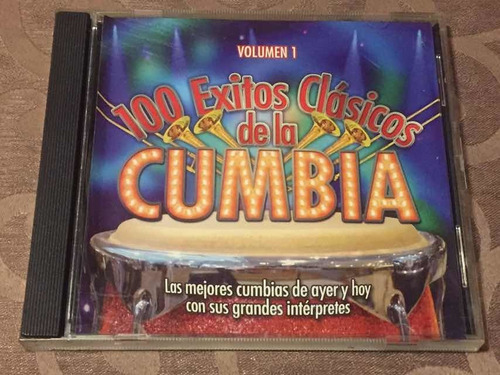 VOLUMEN 1
100 Exitos Clásicos
de la
CUMBIA
Las mejores cumbias de ayer y hoy
con sus grandes intérpretes